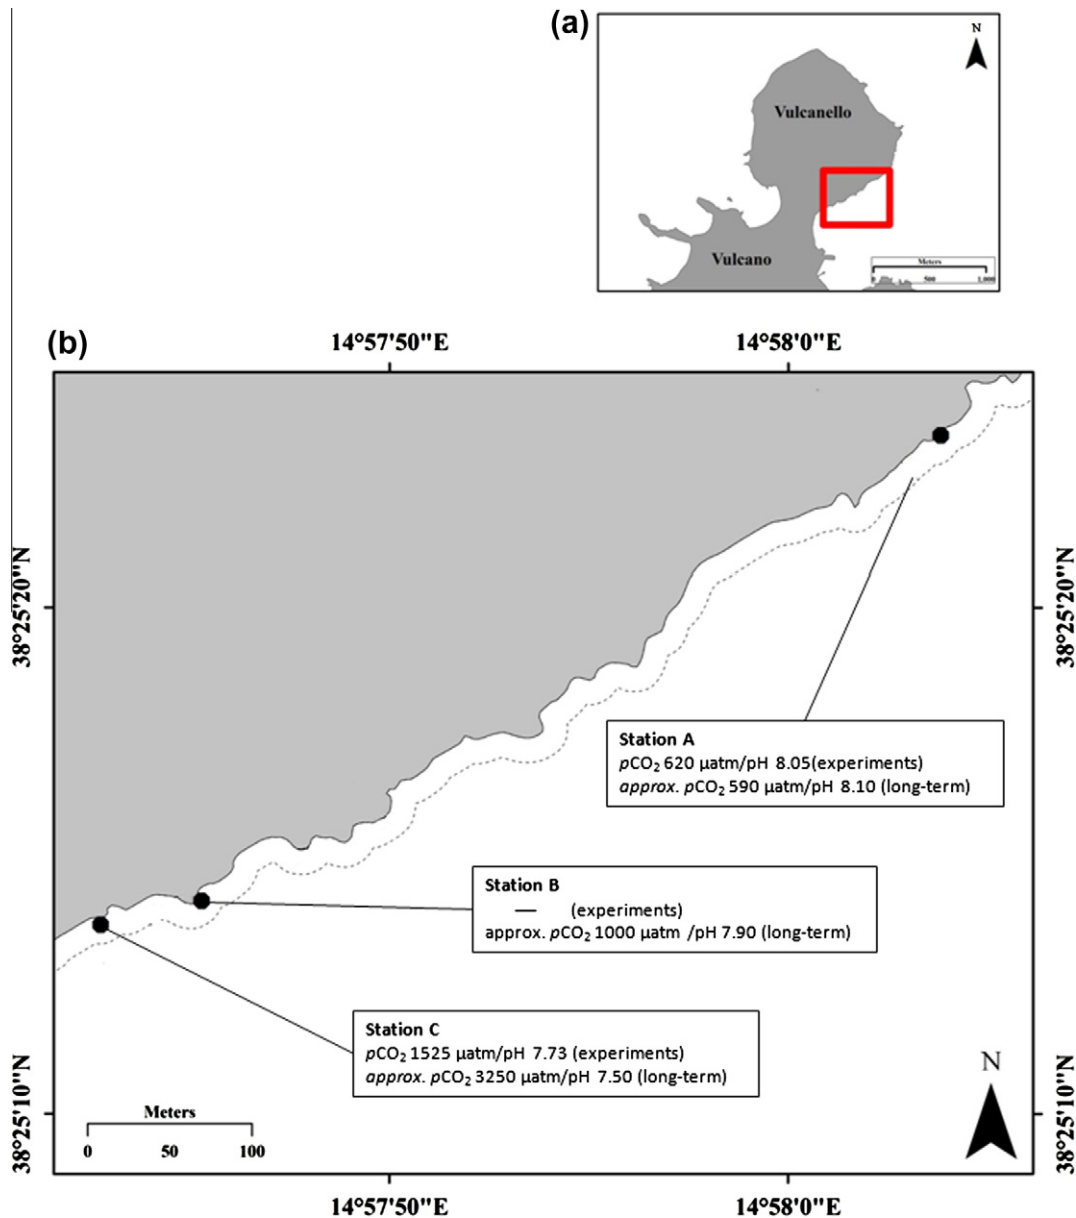 (a)
N
Vulcanello
Vulcano
Meters
0 500 1,000
(b)
14°57'50"E 14°58'0"E
38°25'20"N 38°25'20"N
Station A
pCO₂ 620 µatm/pH 8.05(experiments)
approx. pCO₂ 590 µatm/pH 8.10 (long-term)
Station B
— (experiments)
approx. pCO₂ 1000 µatm /pH 7.90 (long-term)
Station C
pCO₂ 1525 µatm/pH 7.73 (experiments)
approx. pCO₂ 3250 µatm/pH 7.50 (long-term)
N
38°25'10"N 38°25'10"N
Meters
0 50 100
14°57'50"E 14°58'0"E